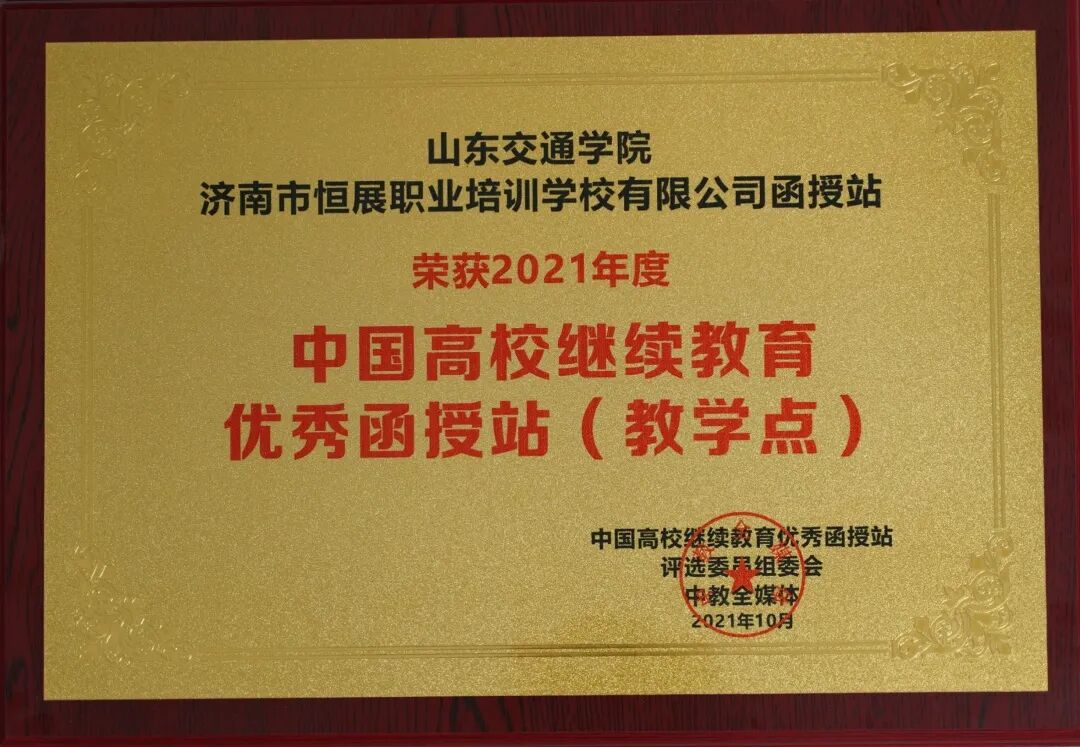 山东交通学院
济南市恒展职业培训学校有限公司函授站
荣获2021年度
中国高校继续教育
优秀函授站（教学点）
中国高校继续教育优秀函授站
评选委员组委会
中教全媒体
2021年10月